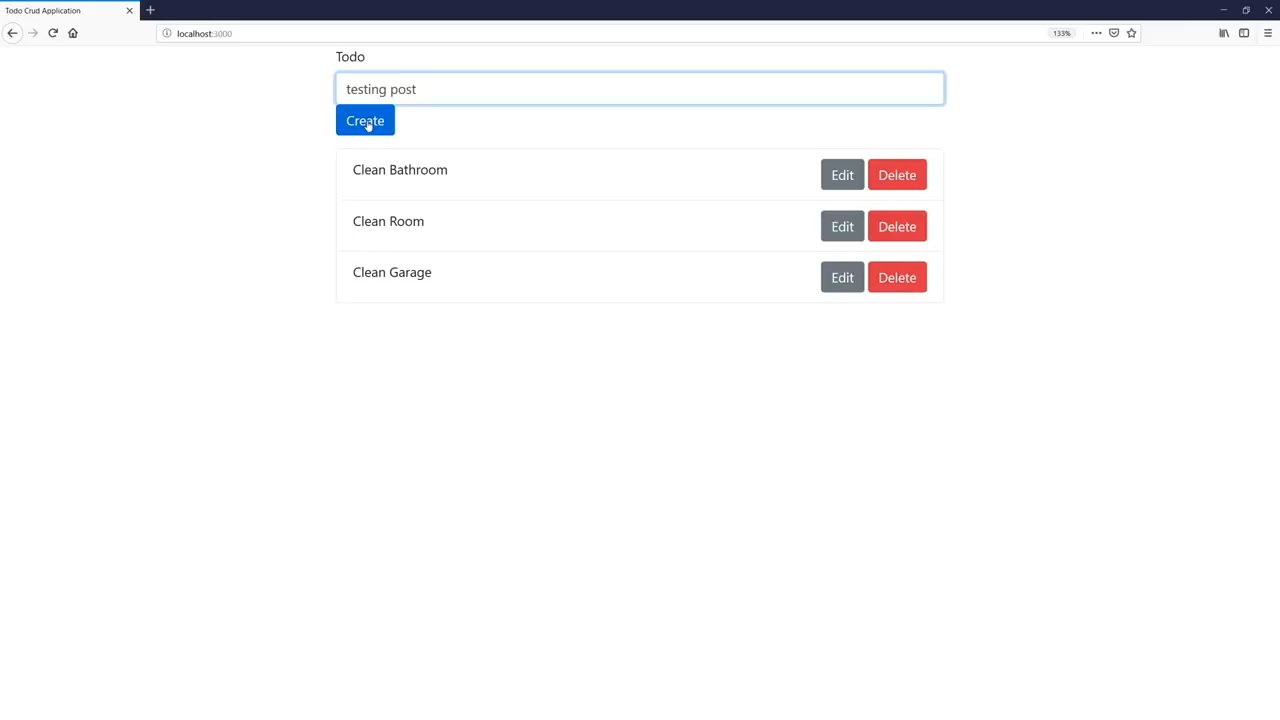 Todo Crud Application
localhost:3000
133%
Todo
testing post
Create
Clean Bathroom
Edit
Delete
Clean Room
Edit
Delete
Clean Garage
Edit
Delete